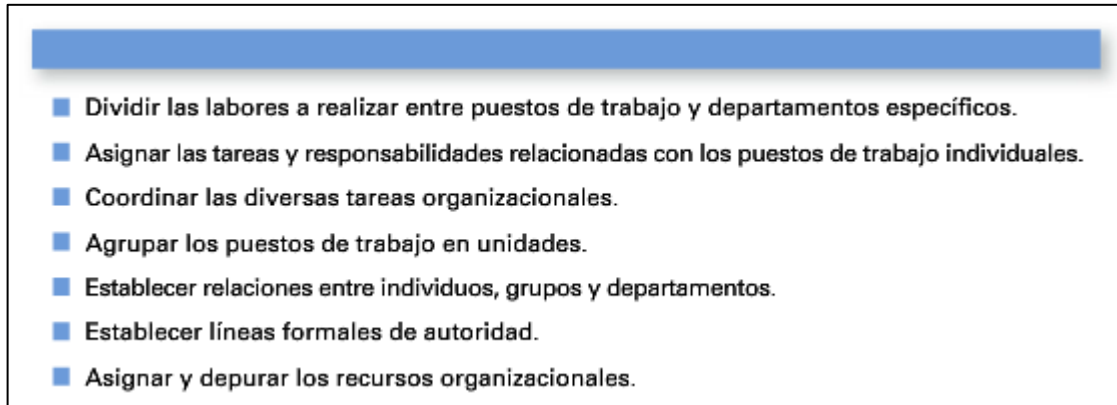 Dividir las labores a realizar entre puestos de trabajo y departamentos específicos.
Asignar las tareas y responsabilidades relacionadas con los puestos de trabajo individuales.
Coordinar las diversas tareas organizacionales.
Agrupar los puestos de trabajo en unidades.
Establecer relaciones entre individuos, grupos y departamentos.
Establecer líneas formales de autoridad.
Asignar y depurar los recursos organizacionales.